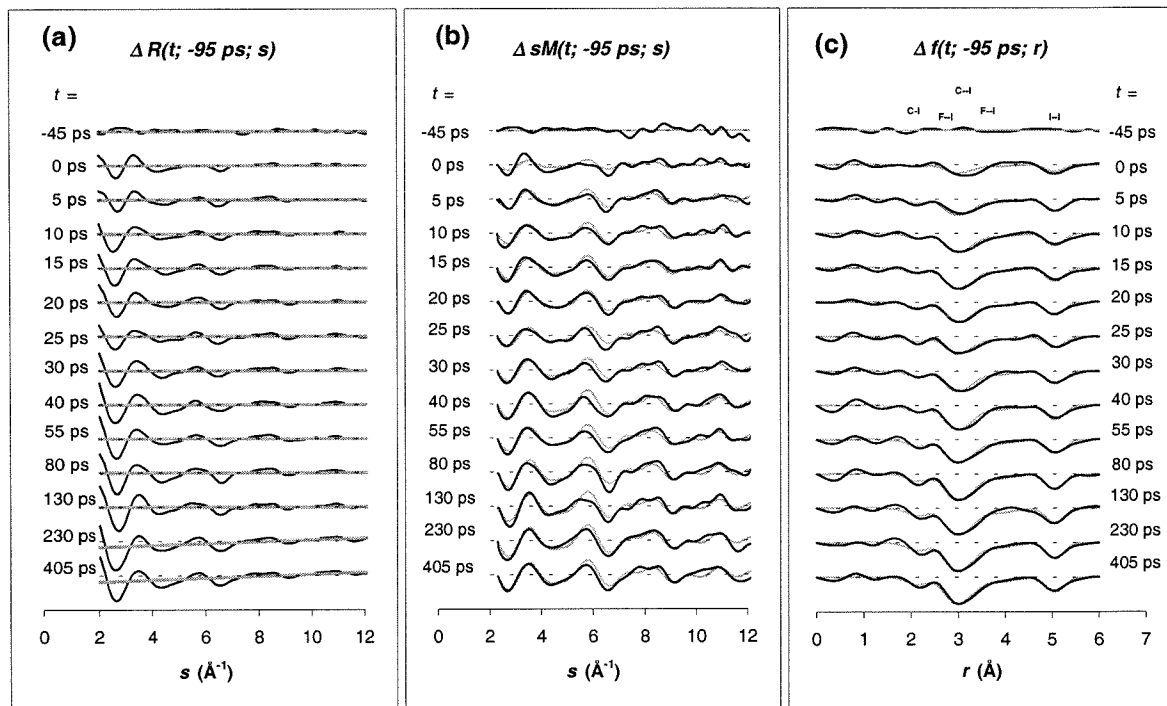 (a)
Δ R(t; -95 ps; s)
t =
-45 ps
0 ps
5 ps
10 ps
15 ps
20 ps
25 ps
30 ps
40 ps
55 ps
80 ps
130 ps
230 ps
405 ps
0 2 4 6 8 10 12
s (Å⁻¹)
(b)
Δ sM(t; -95 ps; s)
t =
-45 ps
0 ps
5 ps
10 ps
15 ps
20 ps
25 ps
30 ps
40 ps
55 ps
80 ps
130 ps
230 ps
405 ps
0 2 4 6 8 10 12
s (Å⁻¹)
(c)
Δ f(t; -95 ps; r)
C---I
t =
C-I F---I F---I I---I
-45 ps
0 ps
5 ps
10 ps
15 ps
20 ps
25 ps
30 ps
40 ps
55 ps
80 ps
130 ps
230 ps
405 ps
0 1 2 3 4 5 6 7
r (Å)